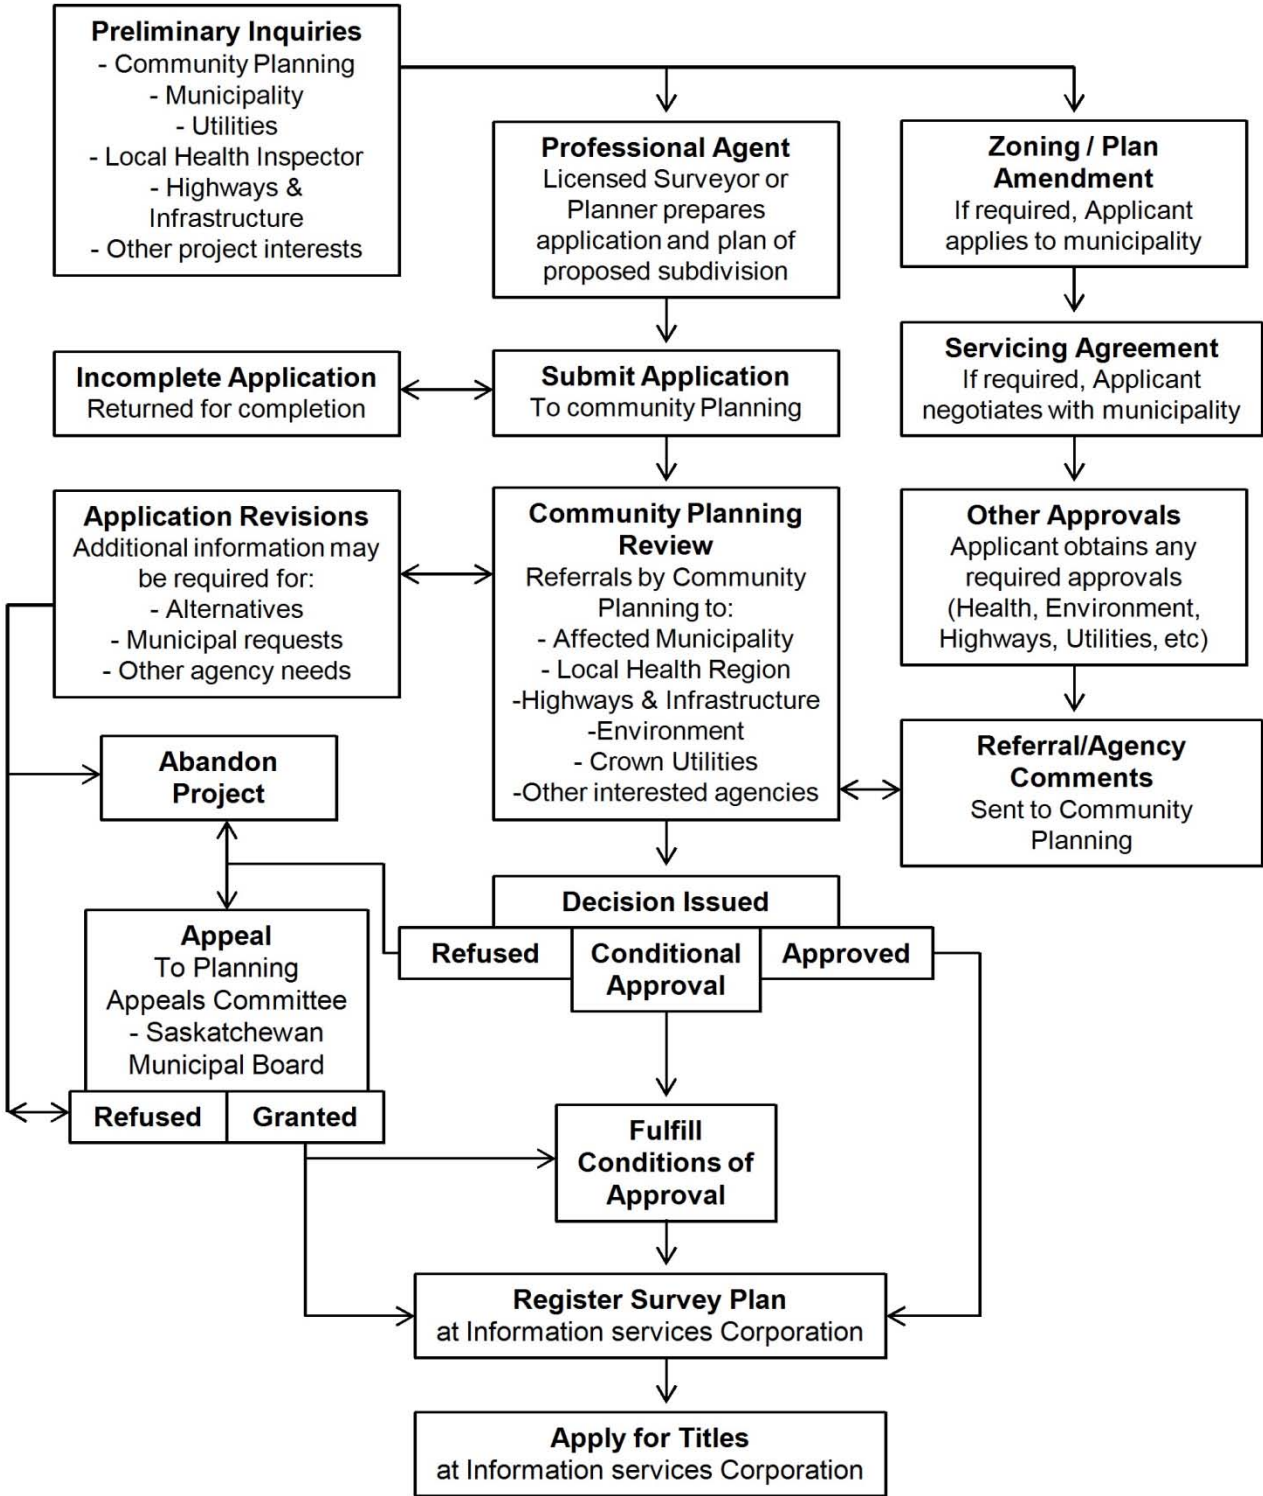 Preliminary Inquiries
- Community Planning
- Municipality
- Utilities
- Local Health Inspector
- Highways &
Infrastructure
- Other project interests
Professional Agent
Licensed Surveyor or
Planner prepares
application and plan of
proposed subdivision
Zoning / Plan
Amendment
If required, Applicant
applies to municipality
Incomplete Application
Returned for completion
Submit Application
To community Planning
Servicing Agreement
If required, Applicant
negotiates with municipality
Application Revisions
Additional information may
be required for:
- Alternatives
- Municipal requests
- Other agency needs
Community Planning
Review
Referrals by Community
Planning to:
- Affected Municipality
- Local Health Region
-Highways & Infrastructure
-Environment
- Crown Utilities
-Other interested agencies
Other Approvals
Applicant obtains any
required approvals
(Health, Environment,
Highways, Utilities, etc)
Referral/Agency
Comments
Sent to Community
Planning
Abandon
Project
Decision Issued
Refused
Conditional
Approval
Approved
Appeal
To Planning
Appeals Committee
- Saskatchewan
Municipal Board
Refused
Granted
Fulfill
Conditions of
Approval
Register Survey Plan
at Information services Corporation
Apply for Titles
at Information services Corporation